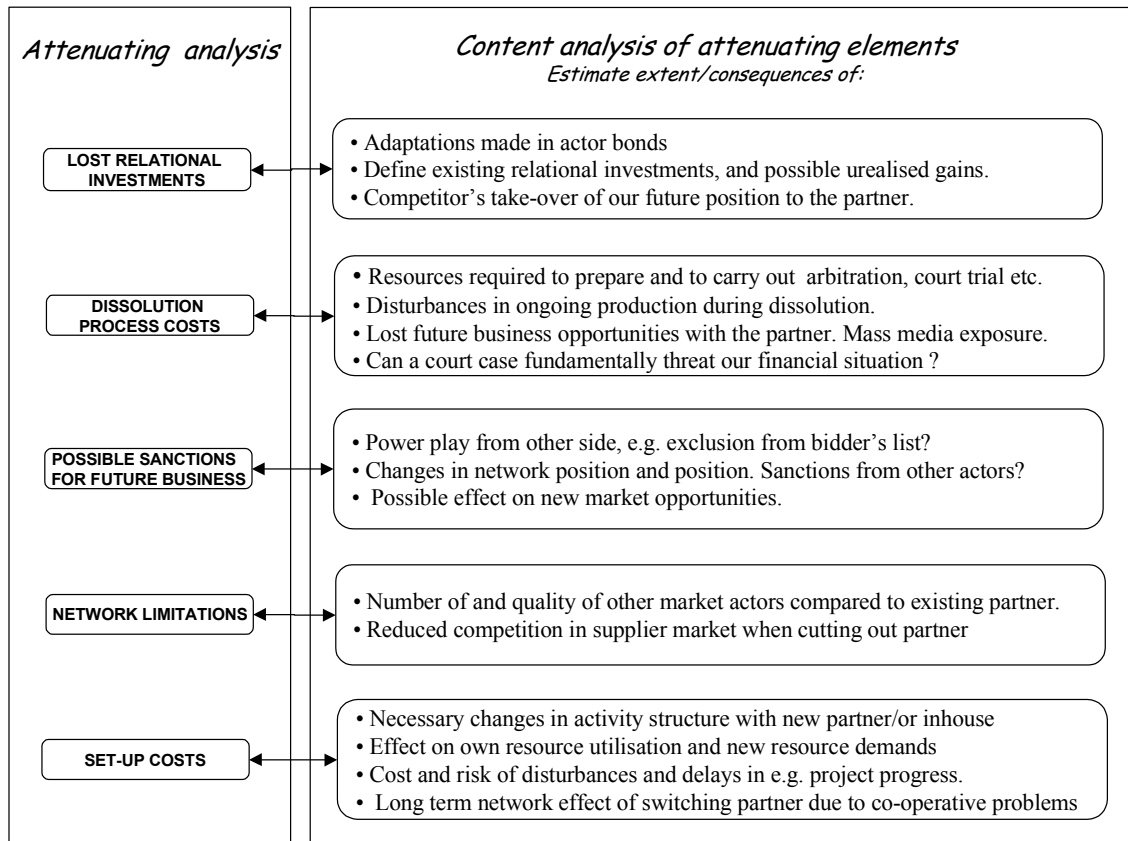 Attenuating analysis
Content analysis of attenuating elements
Estimate extent/consequences of:
LOST RELATIONAL
INVESTMENTS
• Adaptations made in actor bonds
• Define existing relational investments, and possible urealised gains.
• Competitor's take-over of our future position to the partner.
DISSOLUTION
PROCESS COSTS
• Resources required to prepare and to carry out arbitration, court trial etc.
• Disturbances in ongoing production during dissolution.
• Lost future business opportunities with the partner. Mass media exposure.
• Can a court case fundamentally threat our financial situation ?
POSSIBLE SANCTIONS
FOR FUTURE BUSINESS
• Power play from other side, e.g. exclusion from bidder's list?
• Changes in network position and position. Sanctions from other actors?
• Possible effect on new market opportunities.
NETWORK LIMITATIONS
• Number of and quality of other market actors compared to existing partner.
• Reduced competition in supplier market when cutting out partner
SET-UP COSTS
• Necessary changes in activity structure with new partner/or inhouse
• Effect on own resource utilisation and new resource demands
• Cost and risk of disturbances and delays in e.g. project progress.
• Long term network effect of switching partner due to co-operative problems